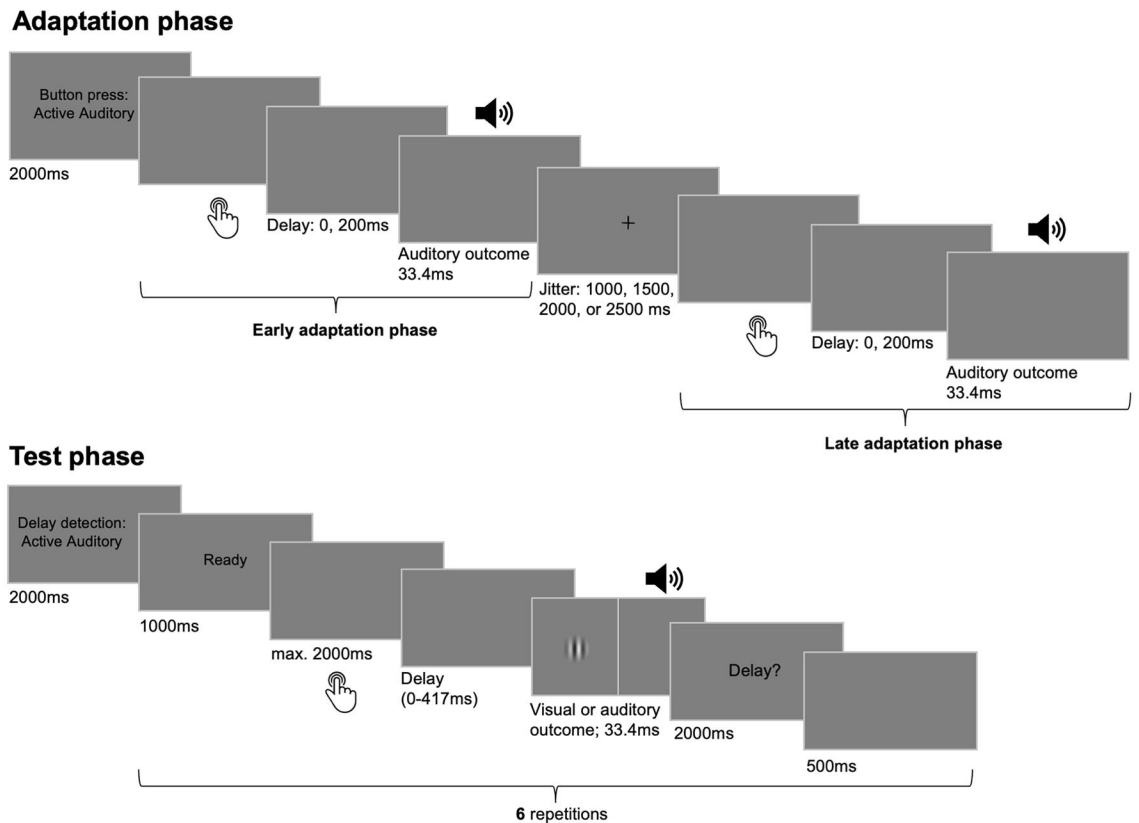 Adaptation phase
Button press:
Active Auditory
2000ms
Delay: 0, 200ms
Auditory outcome
33.4ms
Early adaptation phase
Jitter: 1000, 1500,
2000, or 2500 ms
Delay: 0, 200ms
Auditory outcome
33.4ms
Late adaptation phase
Test phase
Delay detection:
Active Auditory
2000ms
Ready
1000ms
max. 2000ms
Delay
(0-417ms)
Visual or auditory
outcome; 33.4ms
Delay?
2000ms
500ms
6 repetitions